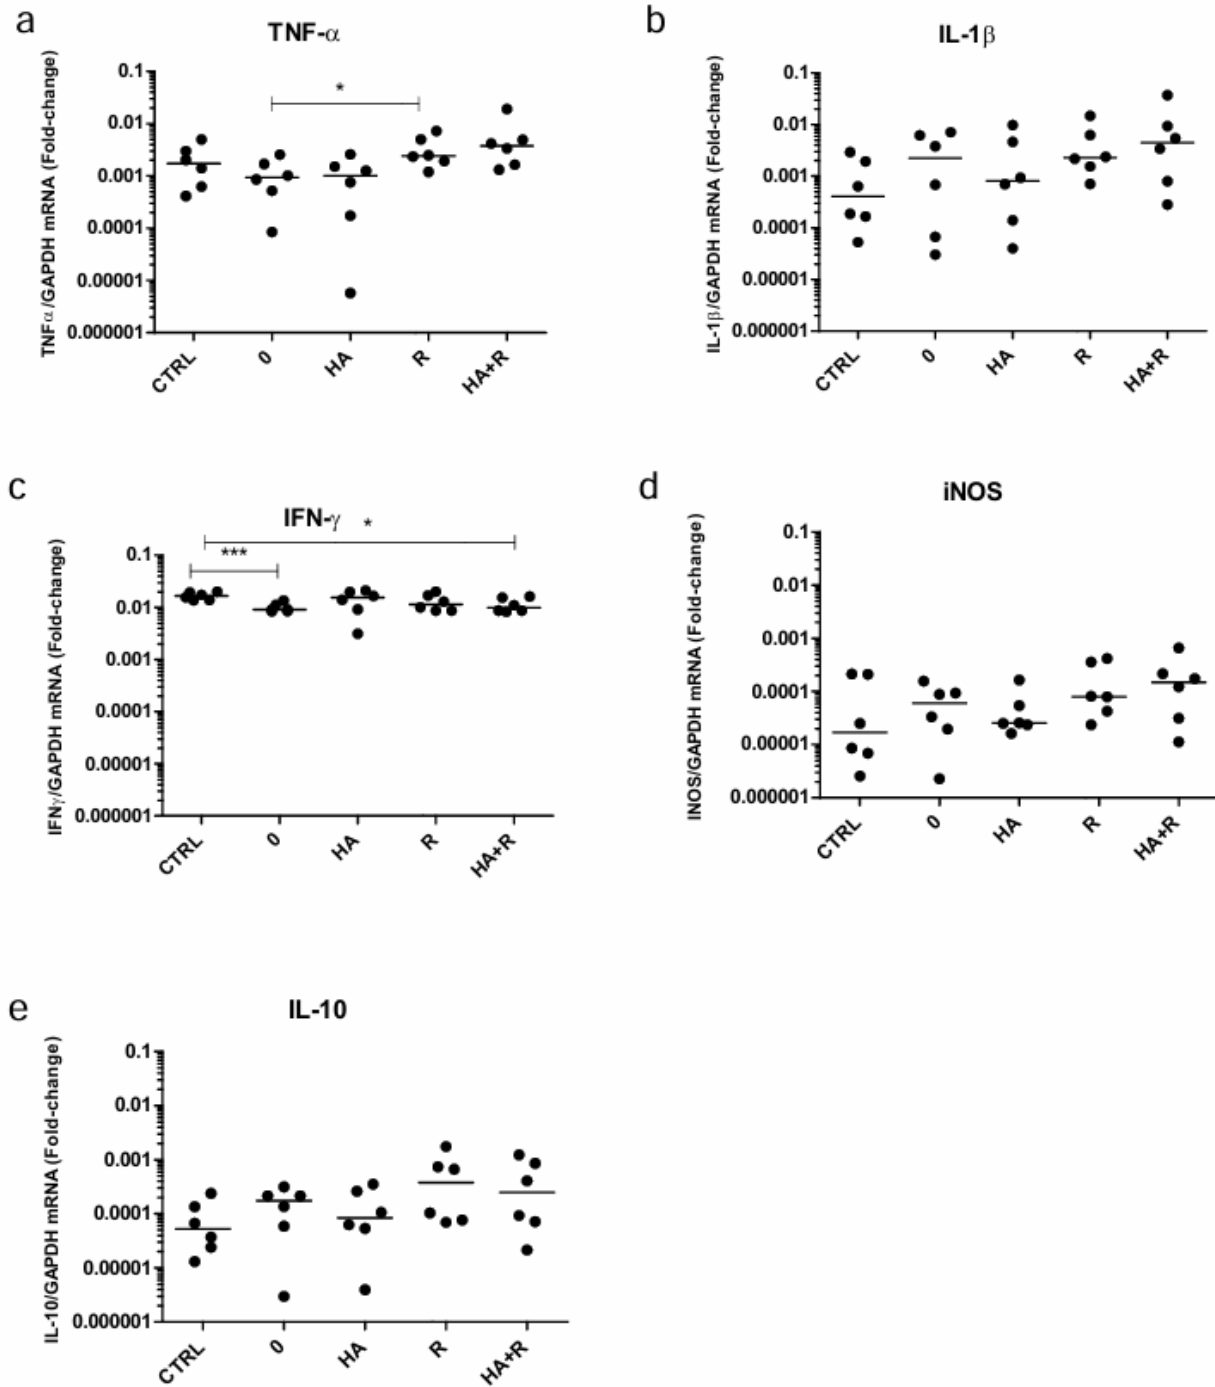 a
TNF-α
TNFα/GAPDH mRNA (Fold-change)
0.1
0.01
0.001
0.0001
0.00001
0.000001
*
CTRL
0
HA
R
HA+R
b
IL-1β
IL-1β/GAPDH mRNA (Fold-change)
0.1
0.01
0.001
0.0001
0.00001
0.000001
CTRL
0
HA
R
HA+R
c
IFN-γ
*
***
IFNγ/GAPDH mRNA (Fold-change)
0.1
0.01
0.001
0.0001
0.00001
0.000001
CTRL
0
HA
R
HA+R
d
iNOS
INOS/GAPDH mRNA (Fold-change)
0.1
0.01
0.001
0.0001
0.00001
0.000001
CTRL
0
HA
R
HA+R
e
IL-10
IL-10/GAPDH mRNA (Fold-change)
0.1
0.01
0.001
0.0001
0.00001
0.000001
CTRL
0
HA
R
HA+R